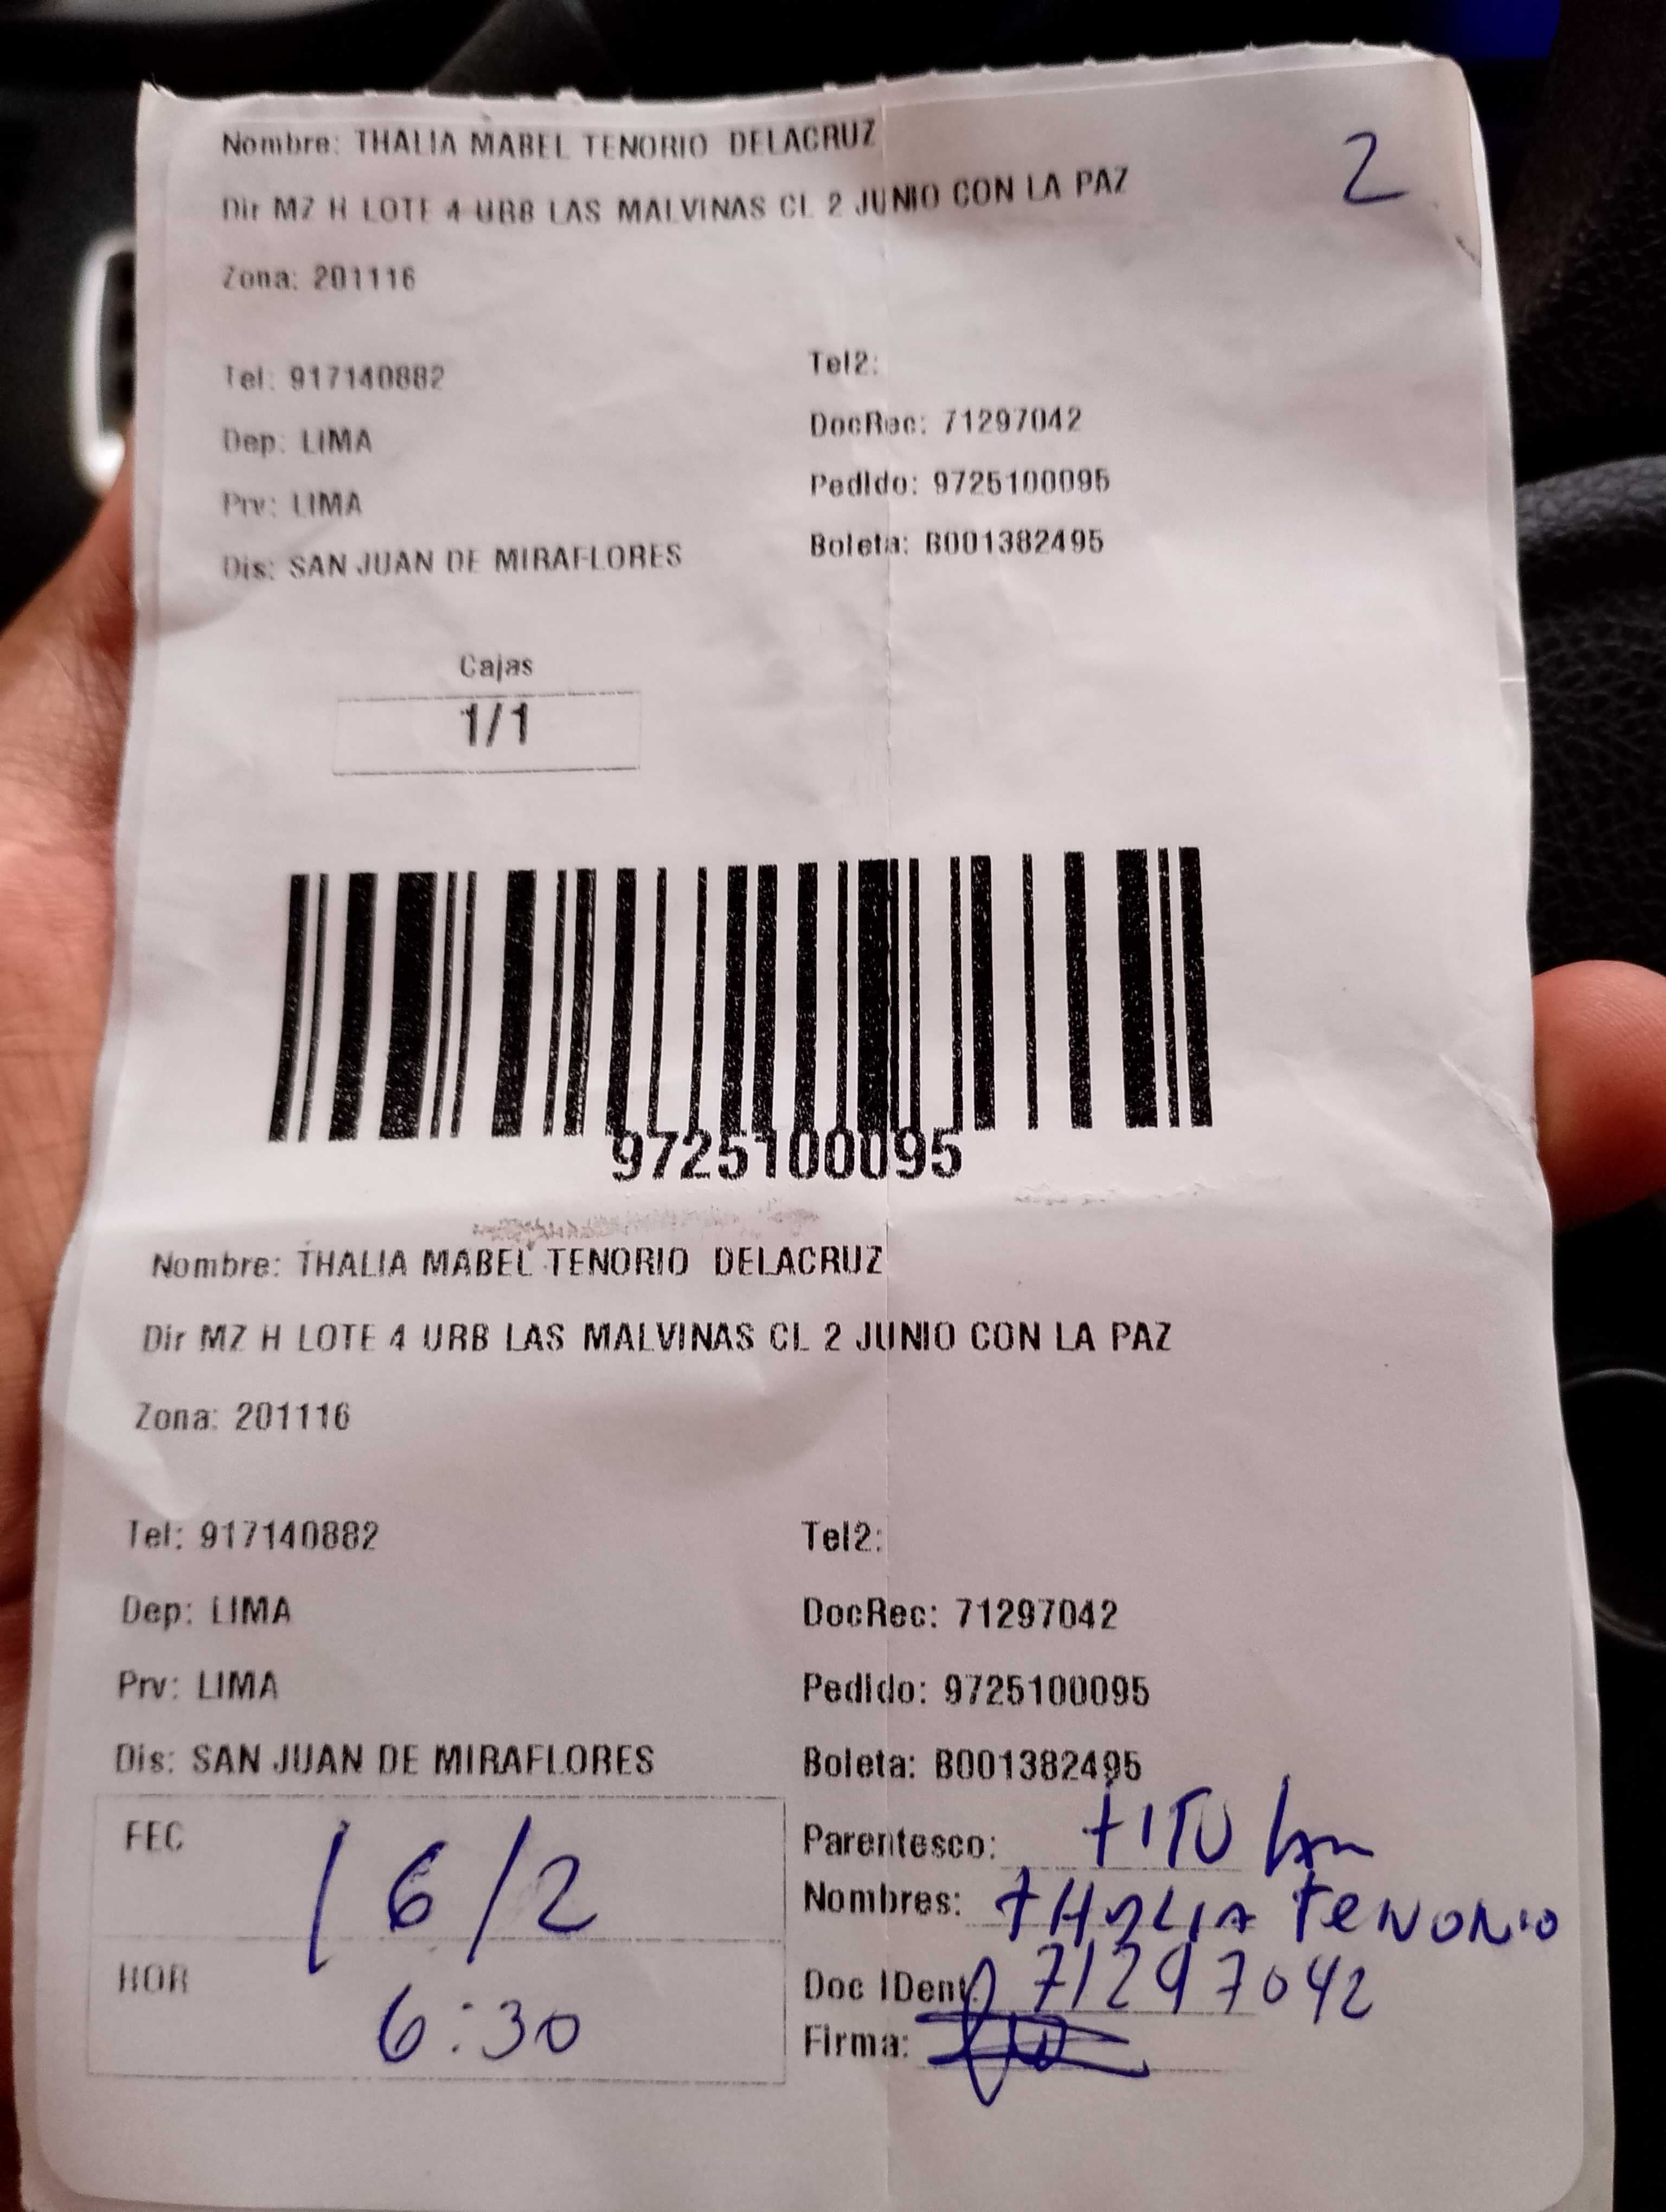 Nombre: THALIA MABEL TENORIO DELACRUZ
2
Dir MZ H LOTE 4 URB LAS MALVINAS CL 2 JUNIO CON LA PAZ
Zona: 201116
Tel: 917140882 Tel2:
Dep: LIMA DocRec: 71297042
Prv: LIMA Pedido: 9725100095
Dis: SAN JUAN DE MIRAFLORES Boleta: B001382495
Cajas
1/1
9725100095
Nombre: THALIA MABEL TENORIO DELACRUZ
Dir MZ H LOTE 4 URB LAS MALVINAS CL 2 JUNIO CON LA PAZ
Zona: 201116
Tel: 917140882 Tel2:
Dep: LIMA DocRec: 71297042
Prv: LIMA Pedido: 9725100095
Dis: SAN JUAN DE MIRAFLORES Boleta: B001382495
FEC 16/2
Parentesco: TITULAR
Nombres: THALIA TENORIO
HOR 6:30
Doc IDent. 71297042
Firma: